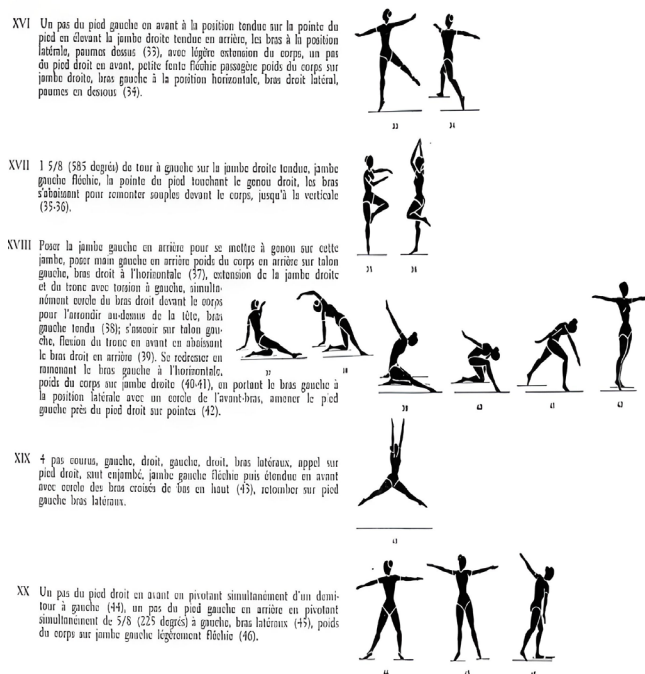 XVI Un pas du pied gauche en avant à la position tendue sur la pointe du
pied en élevant la jambe droite tendue en arrière, les bras à la position
latérale, paumes dessus (33), avec légère extension du corps, un pas
du pied droit en avant, petite fente fléchie passagère poids du corps sur
jambe droite, bras gauche à la position horizontale, bras droit latéral,
paumes en dessous (34).
33
34
XVII 1 5/8 (585 degrés) de tour à gauche sur la jambe droite tendue, jambe
gauche fléchie, la pointe du pied touchant le genou droit, les bras
s'abaissant pour remonter souples devant le corps, jusqu'à la verticale
(35-36).
35
36
XVIII Poser la jambe gauche en arrière pour se mettre à genou sur cette
jambe, poser main gauche en arrière poids du corps en arrière sur talon
gauche, bras droit à l'horizontale (37), extension de la jambe droite
et du tronc avec torsion à gauche, simulta-
nément cercle du bras droit devant le corps
pour l'arrondir au-dessus de la tête, bras
gauche tendu (38); s'asseoir sur talon gau-
che, flexion du tronc en avant en abaissant
le bras droit en arrière (39). Se redresser en
ramenant le bras gauche à l'horizontale,
poids du corps sur jambe droite (40-41), en portant le bras gauche à
la position latérale avec un cercle de l'avant-bras, amener le pied
gauche près du pied droit sur pointes (42).
37
38
39
40
41
42
XIX 4 pas courus, gauche, droit, gauche, droit, bras latéraux, appel sur
pied droit, saut enjambé, jambe gauche fléchie puis étendue en avant
avec cercle des bras croisés de bas en haut (43), retomber sur pied
gauche bras latéraux.
43
XX Un pas du pied droit en avant en pivotant simultanément d'un demi-
tour à gauche (44), un pas du pied gauche en arrière en pivotant
simultanément de 5/8 (225 degrés) à gauche, bras latéraux (45), poids
du corps sur jambe gauche légèrement fléchie (46).
44